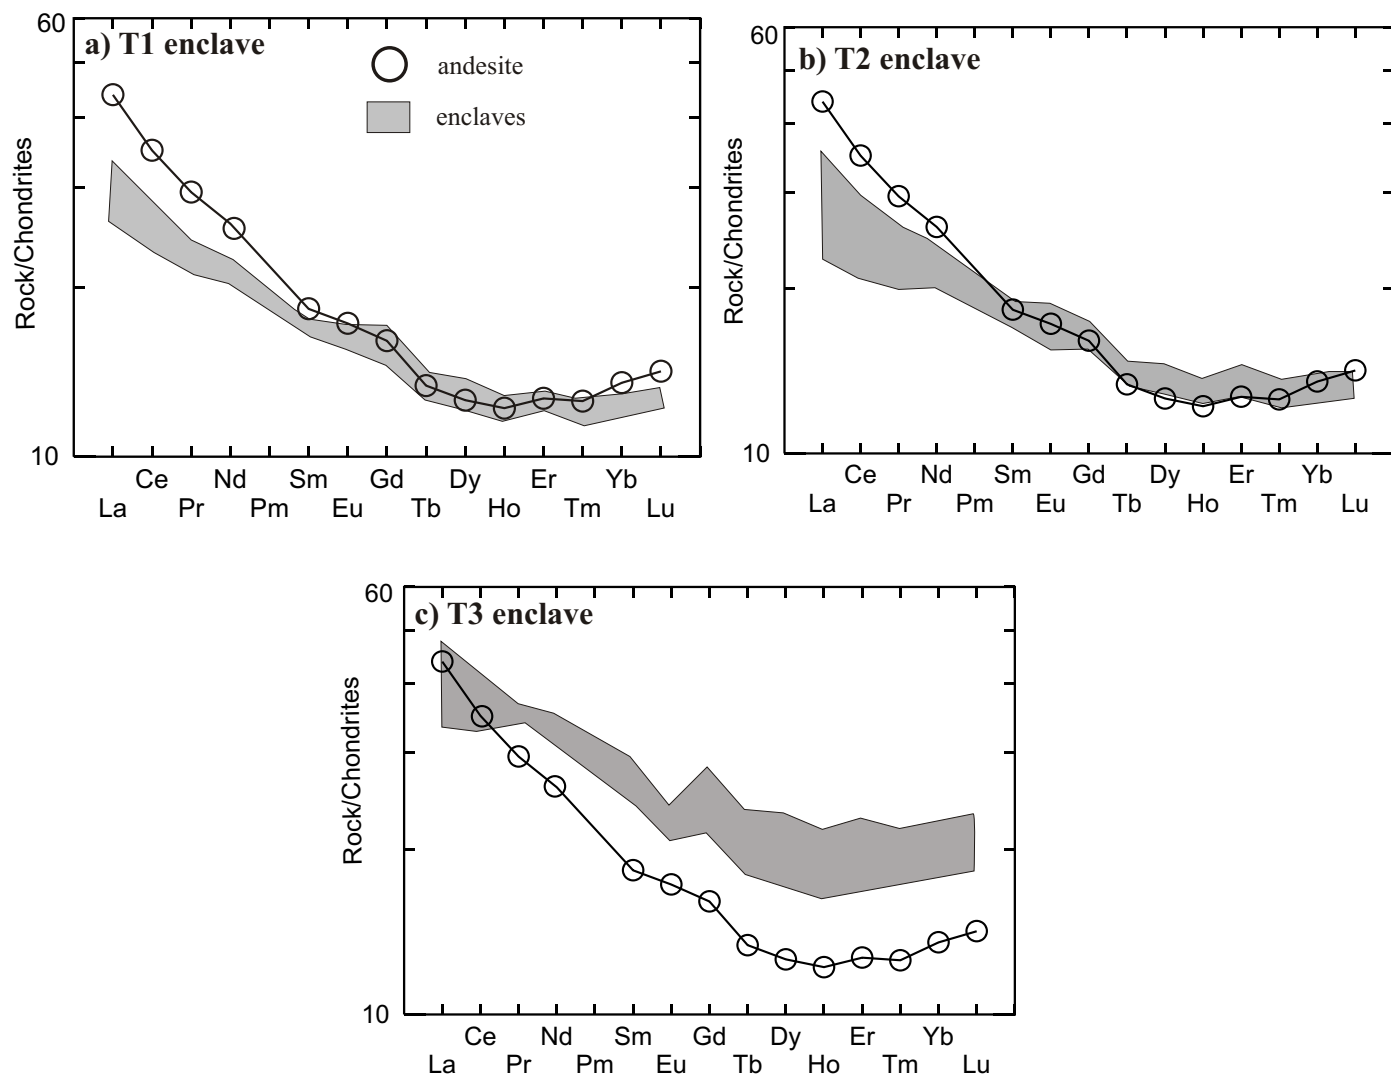 60
a) T1 enclave
andesite
enclaves
Rock/Chondrites
10
Ce Nd Sm Gd Dy Er Yb
La Pr Pm Eu Tb Ho Tm Lu
60
b) T2 enclave
Rock/Chondrites
10
Ce Nd Sm Gd Dy Er Yb
La Pr Pm Eu Tb Ho Tm Lu
60
c) T3 enclave
Rock/Chondrites
10
Ce Nd Sm Gd Dy Er Yb
La Pr Pm Eu Tb Ho Tm Lu